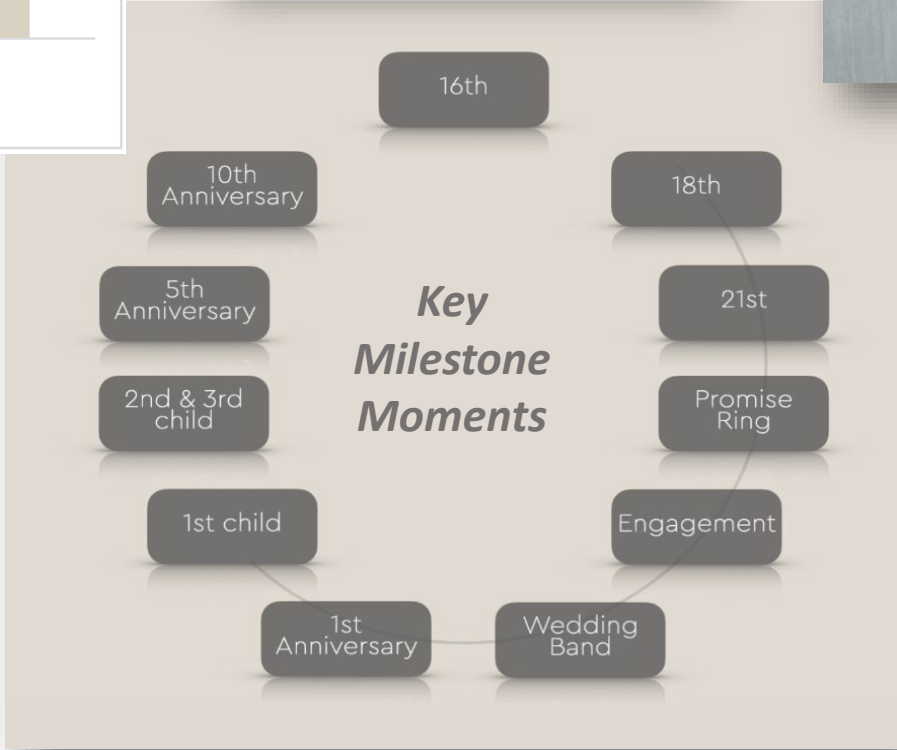 16th
18th
21st
Promise
Ring
Engagement
Wedding
Band
1st
Anniversary
1st child
2nd & 3rd
child
5th
Anniversary
10th
Anniversary
Key
Milestone
Moments